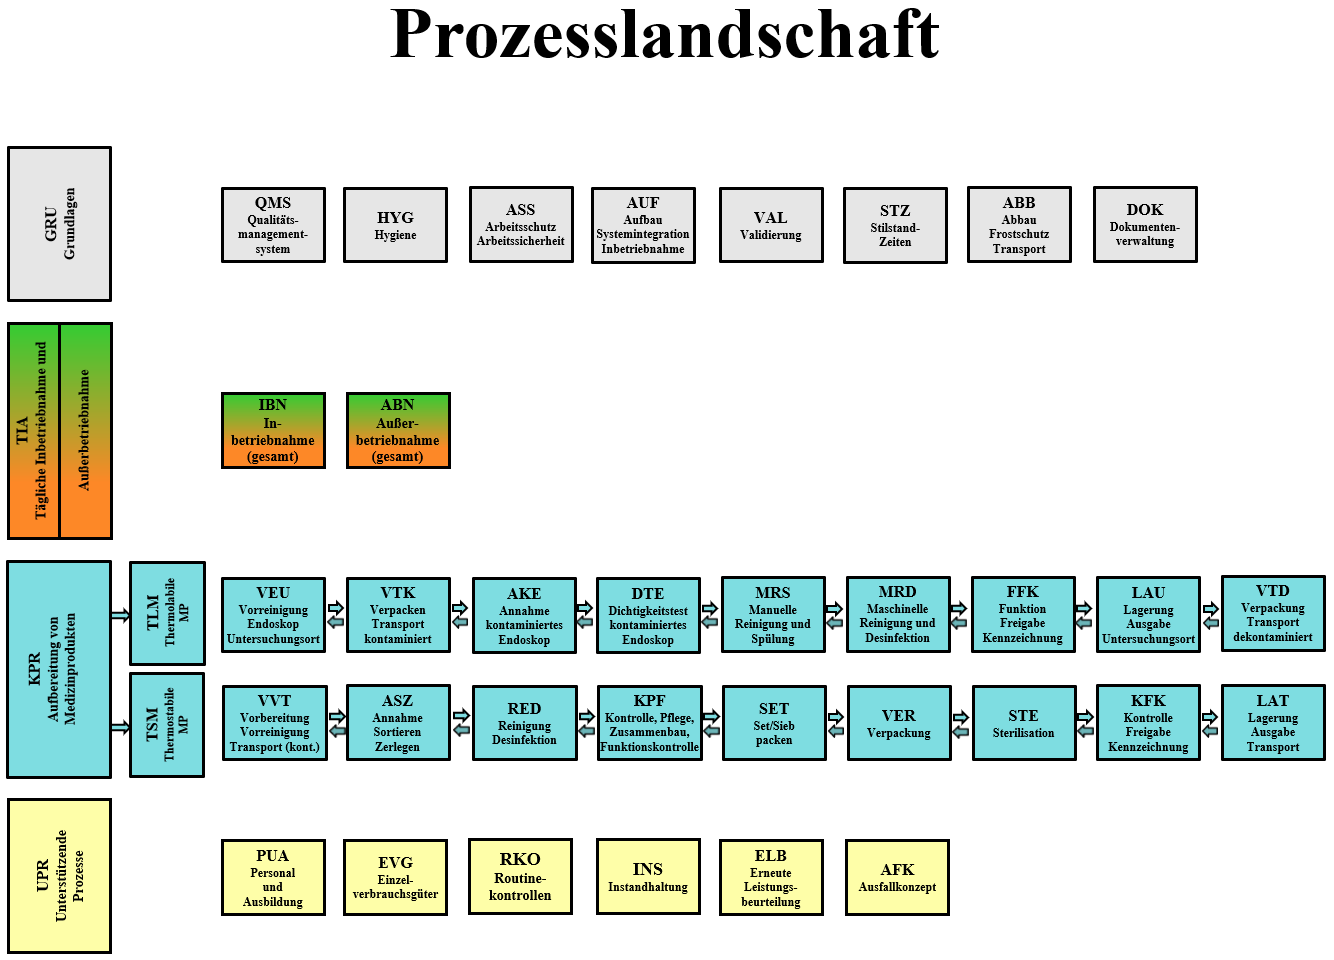 Prozesslandschaft
GRU
Grundlagen
QMS
Qualitäts-
management-
system
HYG
Hygiene
ASS
Arbeitsschutz
Arbeitssicherheit
AUF
Aufbau
Systemintegration
Inbetriebnahme
VAL
Validierung
STZ
Stilstand-
Zeiten
ABB
Abbau
Frostschutz
Transport
DOK
Dokumenten-
verwaltung
TIA
Tägliche Inbetriebnahme und
Außerbetriebnahme
IBN
In-
betriebnahme
(gesamt)
ABN
Außer-
betriebnahme
(gesamt)
KPR
Aufbereitung von
Medizinprodukten
TLM
Thermolabile
MP
VEU
Vorreinigung
Endoskop
Untersuchungsort
VTK
Verpacken
Transport
kontaminiert
AKE
Annahme
kontaminiertes
Endoskop
DTE
Dichtigkeitstest
kontaminiertes
Endoskop
MRS
Manuelle
Reinigung und
Spülung
MRD
Maschinelle
Reinigung und
Desinfektion
FFK
Funktion
Freigabe
Kennzeichnung
LAU
Lagerung
Ausgabe
Untersuchungsort
VTD
Verpackung
Transport
dekontaminiert
TSM
Thermostabile
MP
VVT
Vorbereitung
Vorreinigung
Transport (kont.)
ASZ
Annahme
Sortieren
Zerlegen
RED
Reinigung
Desinfektion
KPF
Kontrolle, Pflege,
Zusammenbau,
Funktionskontrolle
SET
Set/Sieb
packen
VER
Verpackung
STE
Sterilisation
KFK
Kontrolle
Freigabe
Kennzeichnung
LAT
Lagerung
Ausgabe
Transport
UPR
Unterstützende
Prozesse
PUA
Personal
und
Ausbildung
EVG
Einzel-
verbrauchsgüter
RKO
Routine-
kontrollen
INS
Instandhaltung
ELB
Erneute
Leistungs-
beurteilung
AFK
Ausfallkonzept